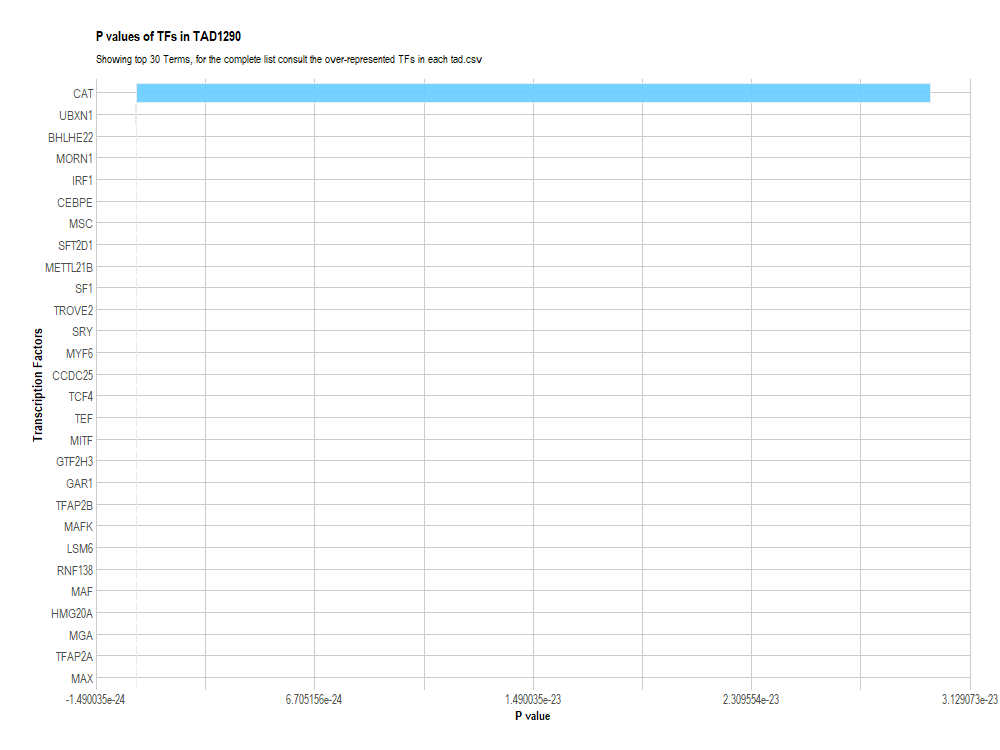 P values of TFs in TAD1290
Showing top 30 Terms, for the complete list consult the over-represented TFs in each tad.csv
CAT
UBXN1
BHLHE22
MORN1
IRF1
CEBPE
MSC
SFT2D1
METTL21B
SF1
TROVE2
SRY
MYF6
CCDC25
TCF4
TEF
MITF
GTF2H3
GAR1
TFAP2B
MAFK
LSM6
RNF138
MAF
HMG20A
MGA
TFAP2A
MAX
Transcription Factors
-1.490035e-24 6.705156e-24 1.490035e-23 2.309554e-23 3.129073e-23
P value